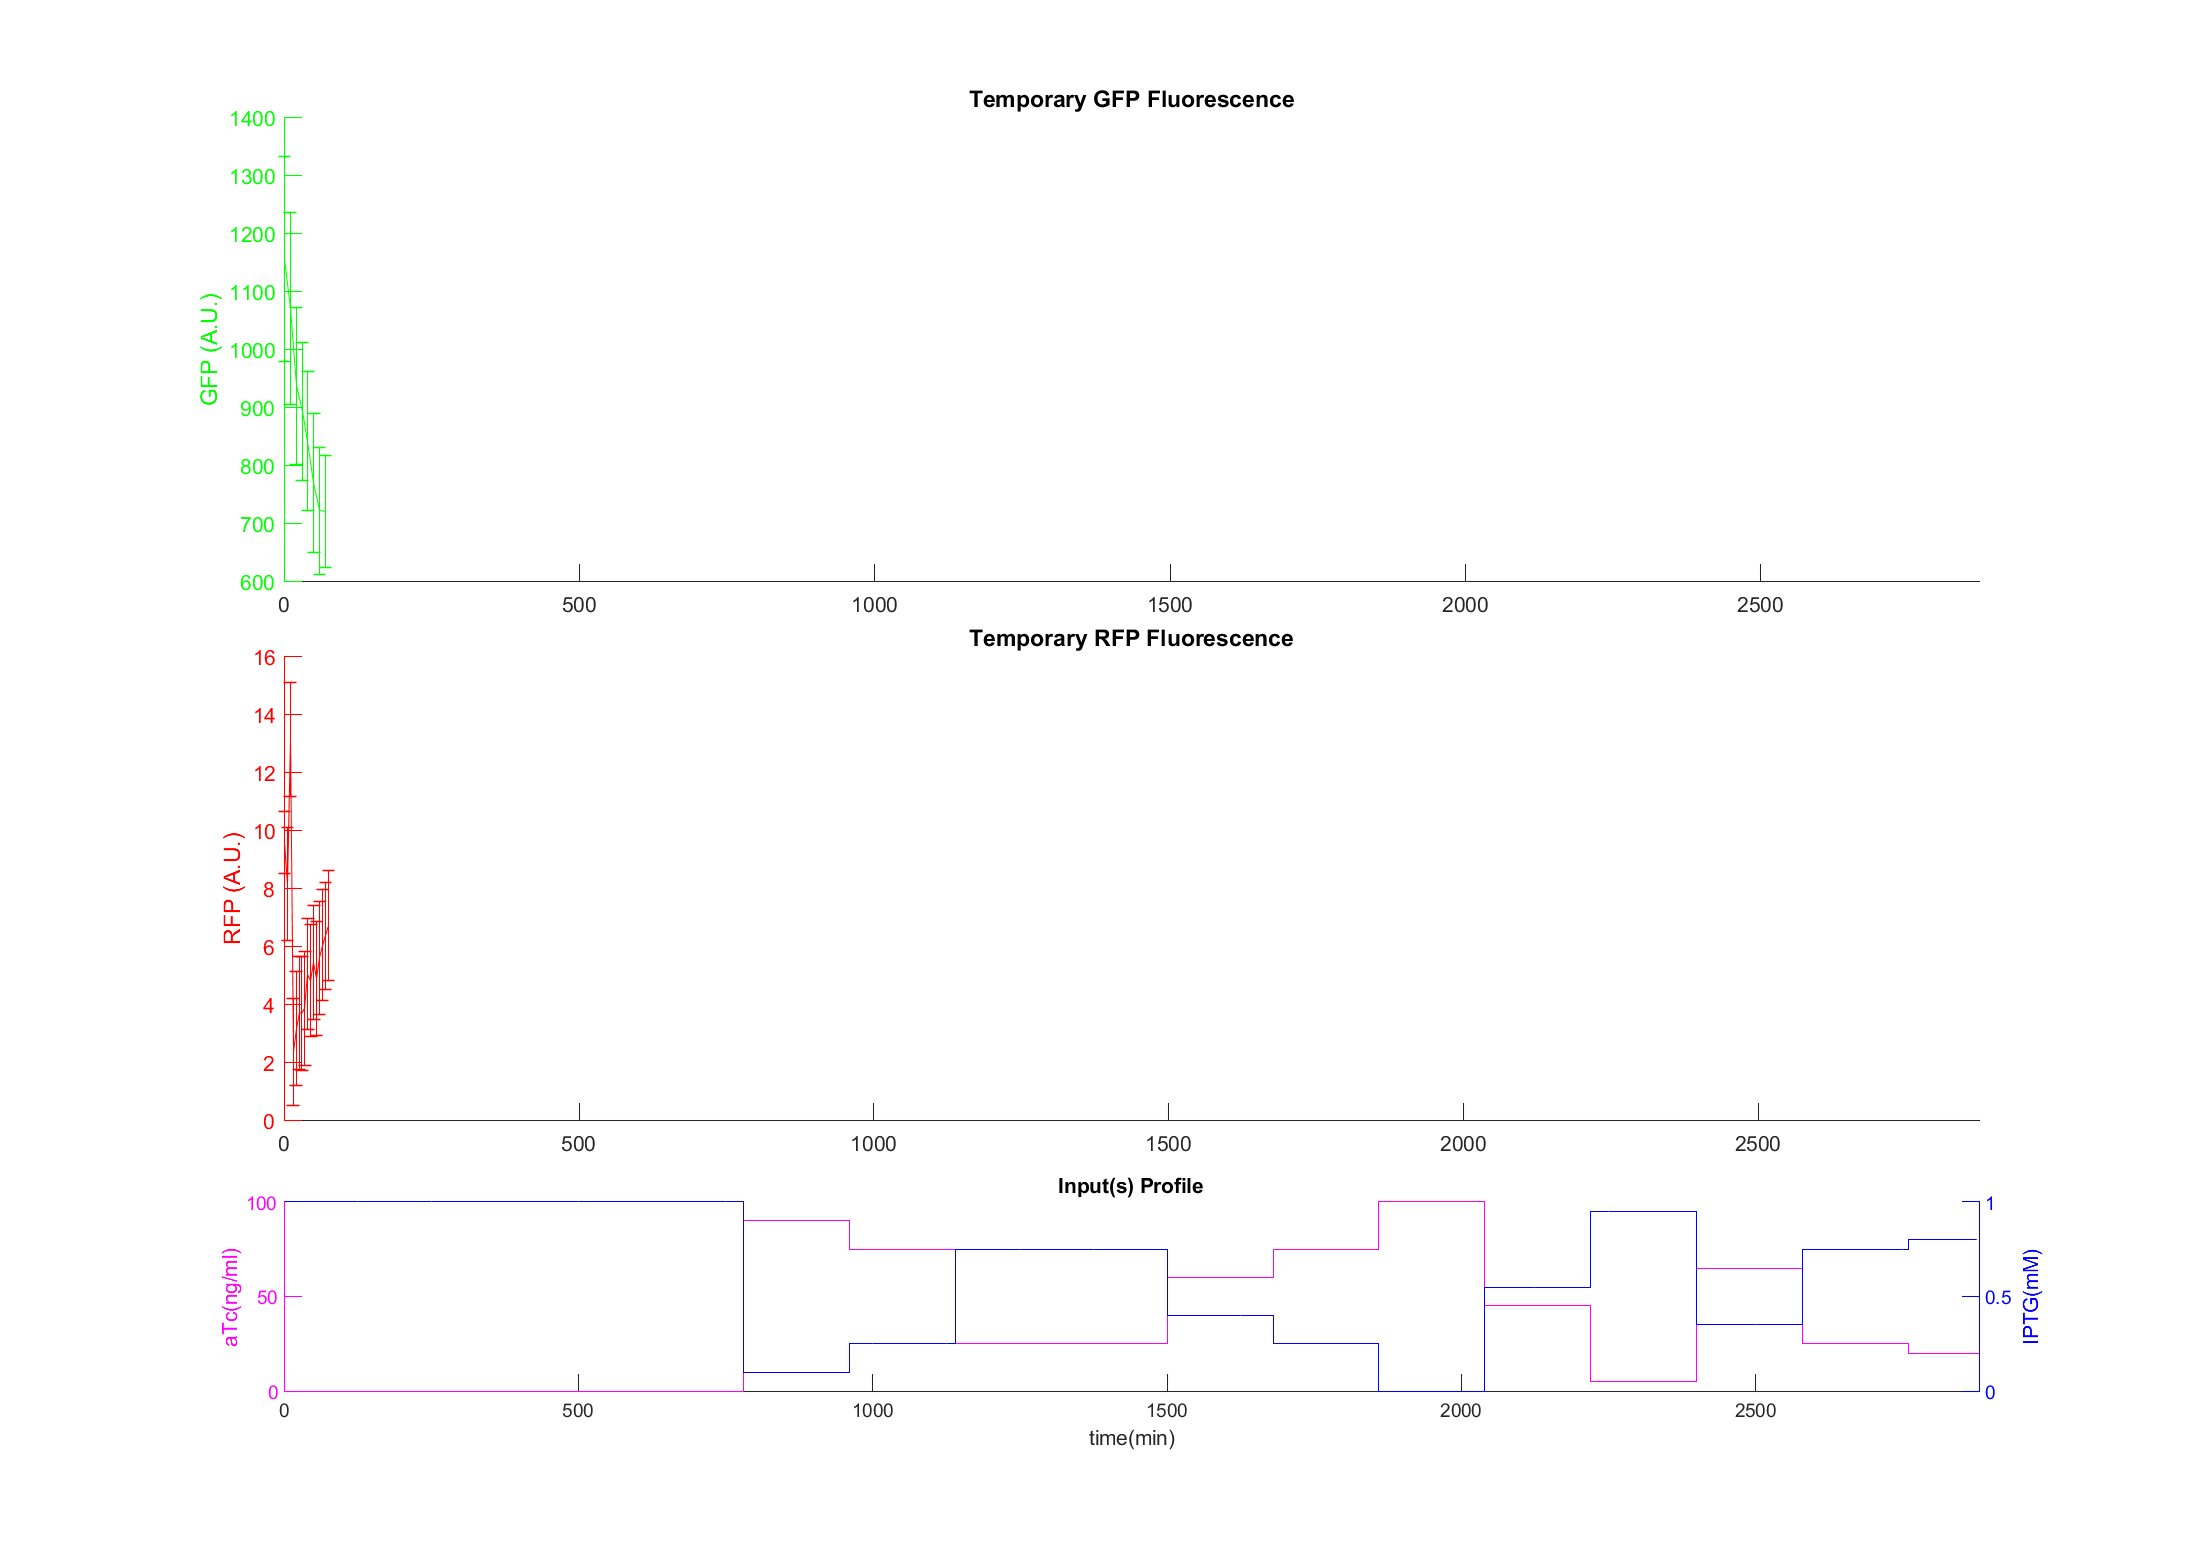 Temporary GFP Fluorescence
1400
1300
1200
1100
1000
900
800
700
600
GFP (A.U.)
0 500 1000 1500 2000 2500
Temporary RFP Fluorescence
16
14
12
10
8
6
4
2
0
RFP (A.U.)
0 500 1000 1500 2000 2500
Input(s) Profile
100
50
0
aTc(ng/ml)
1
0.5
0
IPTG(mM)
0 500 1000 1500 2000 2500
time(min)